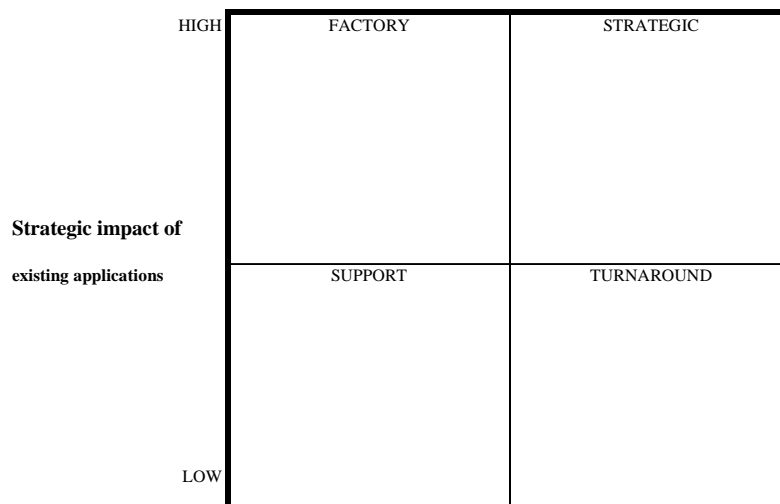 HIGH
FACTORY
STRATEGIC
Strategic impact of
existing applications
SUPPORT
TURNAROUND
LOW